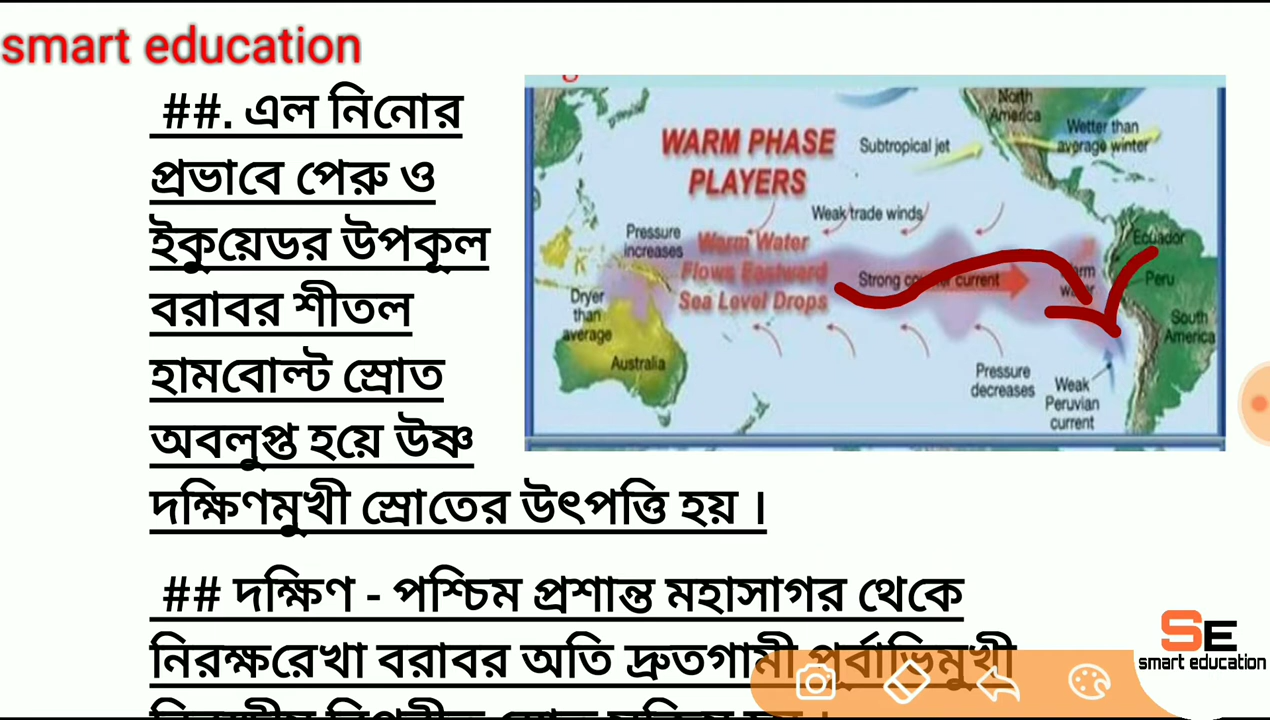 smart education
##. এল নিনোর
প্রভাবে পেরু ও
ইকুয়েডর উপকূল
বরাবর শীতল
হামবোল্ট স্রোত
অবলুপ্ত হয়ে উষ্ণ
দক্ষিণমুখী স্রোতের উৎপত্তি হয় ।
WARM PHASE
PLAYERS
Subtropical jet
North
America
Wetter than
average winter
Weak trade winds
Pressure
increases
Warm Water
Flows Eastward
Sea Level Drops
Strong current
Ecuador
Peru
South
America
Dryer
than
average
Australia
Pressure
decreases
Weak
Peruvian
current
## দক্ষিণ - পশ্চিম প্রশান্ত মহাসাগর থেকে
নিরক্ষরেখা বরাবর অতি দ্রুতগামী পূর্বাভিমুখী
SE
smart education